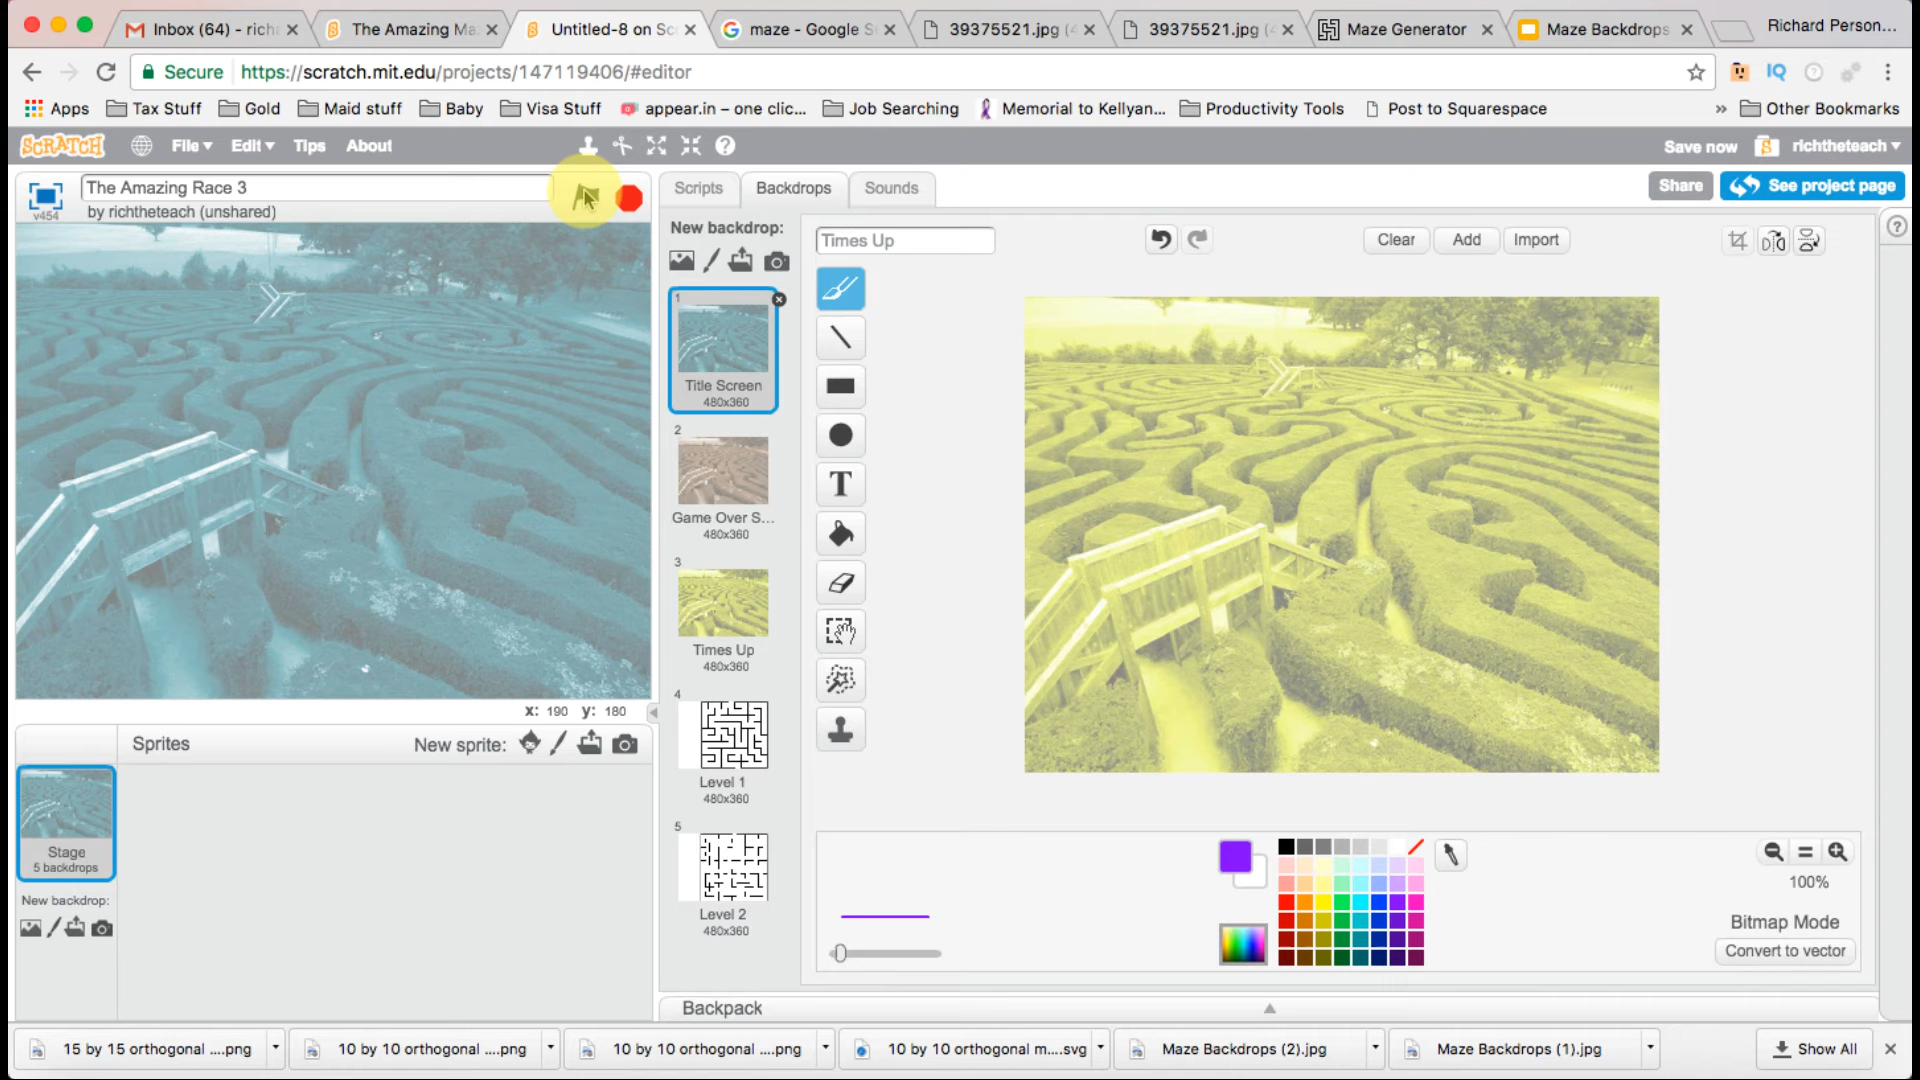 Inbox (64) - rich
The Amazing Ma
Untitled-8 on Sc
maze - Google S
39375521.jpg (
39375521.jpg (
Maze Generator
Maze Backdrops
Richard Person...
Secure
https://scratch.mit.edu/projects/147119406/#editor
IQ
Apps
Tax Stuff
Gold
Maid stuff
Baby
Visa Stuff
appear.in – one clic...
Job Searching
Memorial to Kellyan...
Productivity Tools
Post to Squarespace
»
Other Bookmarks
SCRATCH
File
Edit
Tips
About
Save now
richtheteach
The Amazing Race 3
v454
by richtheteach (unshared)
Scripts
Backdrops
Sounds
Share
See project page
New backdrop:
Times Up
Clear
Add
Import
1
Title Screen
480x360
2
Game Over S...
480x360
3
Times Up
480x360
4
Level 1
480x360
5
Level 2
480x360
T
x: 190 y: 180
Sprites
New sprite:
Stage
5 backdrops
New backdrop:
100%
Bitmap Mode
Convert to vector
Backpack
15 by 15 orthogonal ....png
10 by 10 orthogonal ....png
10 by 10 orthogonal ....png
10 by 10 orthogonal m....svg
Maze Backdrops (2).jpg
Maze Backdrops (1).jpg
Show All